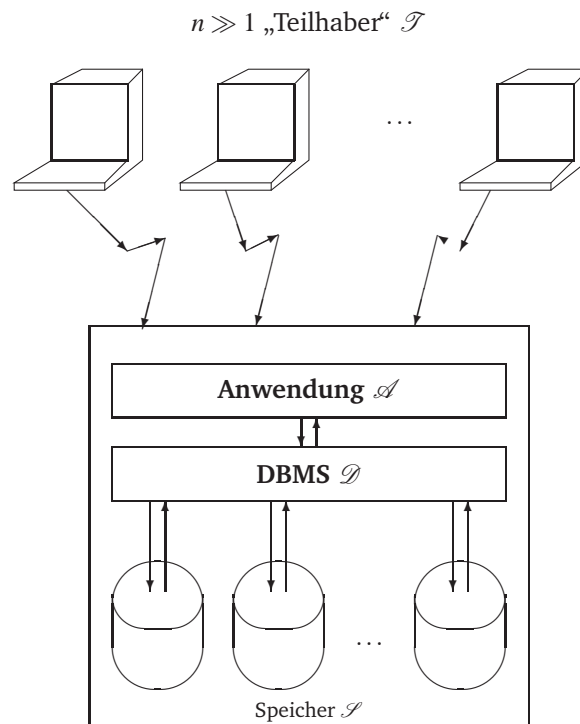 n ≫ 1 „Teilhaber“ 𝒯
...
Anwendung 𝒜
DBMS 𝒟
...
Speicher 𝒮